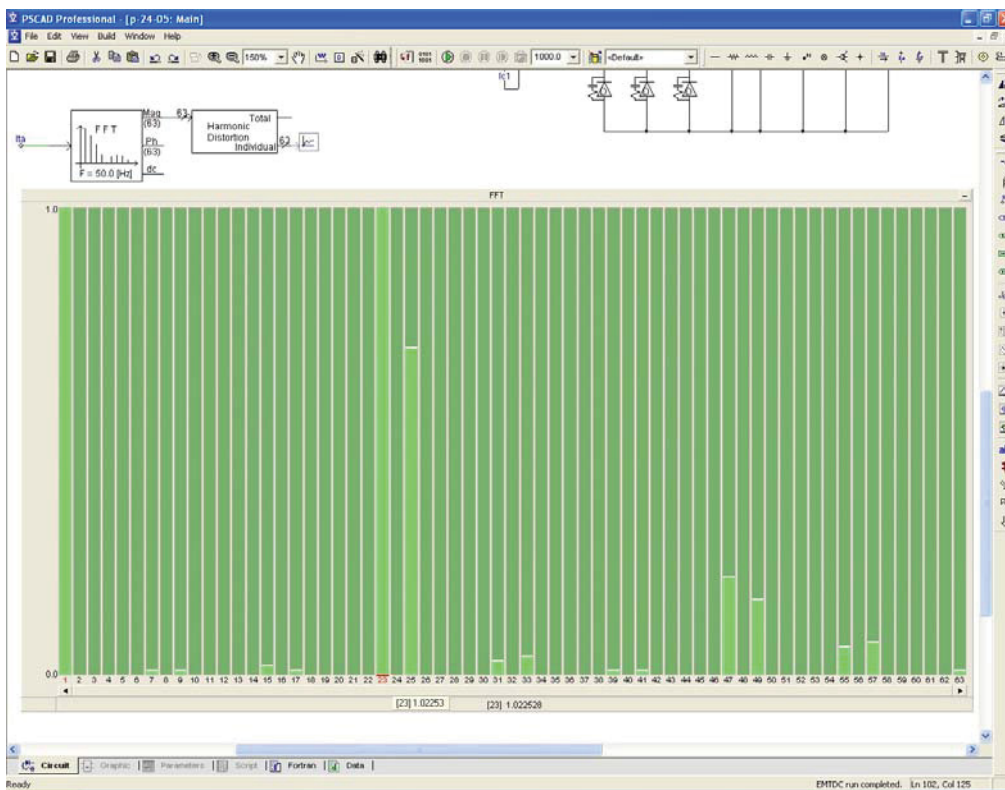 PSCAD Professional - [p-24-05: Main]
File Edit View Build Window Help
150% 1000.0 <Default>
Ic1
Ita
FFT
F = 50.0 [Hz]
Mag
(63)
Ph
(63)
dc
63
Harmonic
Distortion
Total
Individual
63
FFT
1.0
0.0
1 2 3 4 5 6 7 8 9 10 11 12 13 14 15 16 17 18 19 20 21 22 23 24 25 26 27 28 29 30 31 32 33 34 35 36 37 38 39 40 41 42 43 44 45 46 47 48 49 50 51 52 53 54 55 56 57 58 59 60 61 62 63
[23] 1.02253 [23] 1.022528
Circuit Graphic Parameters Script Fortran Data
Ready EMTDC run completed. Ln 102, Col 125